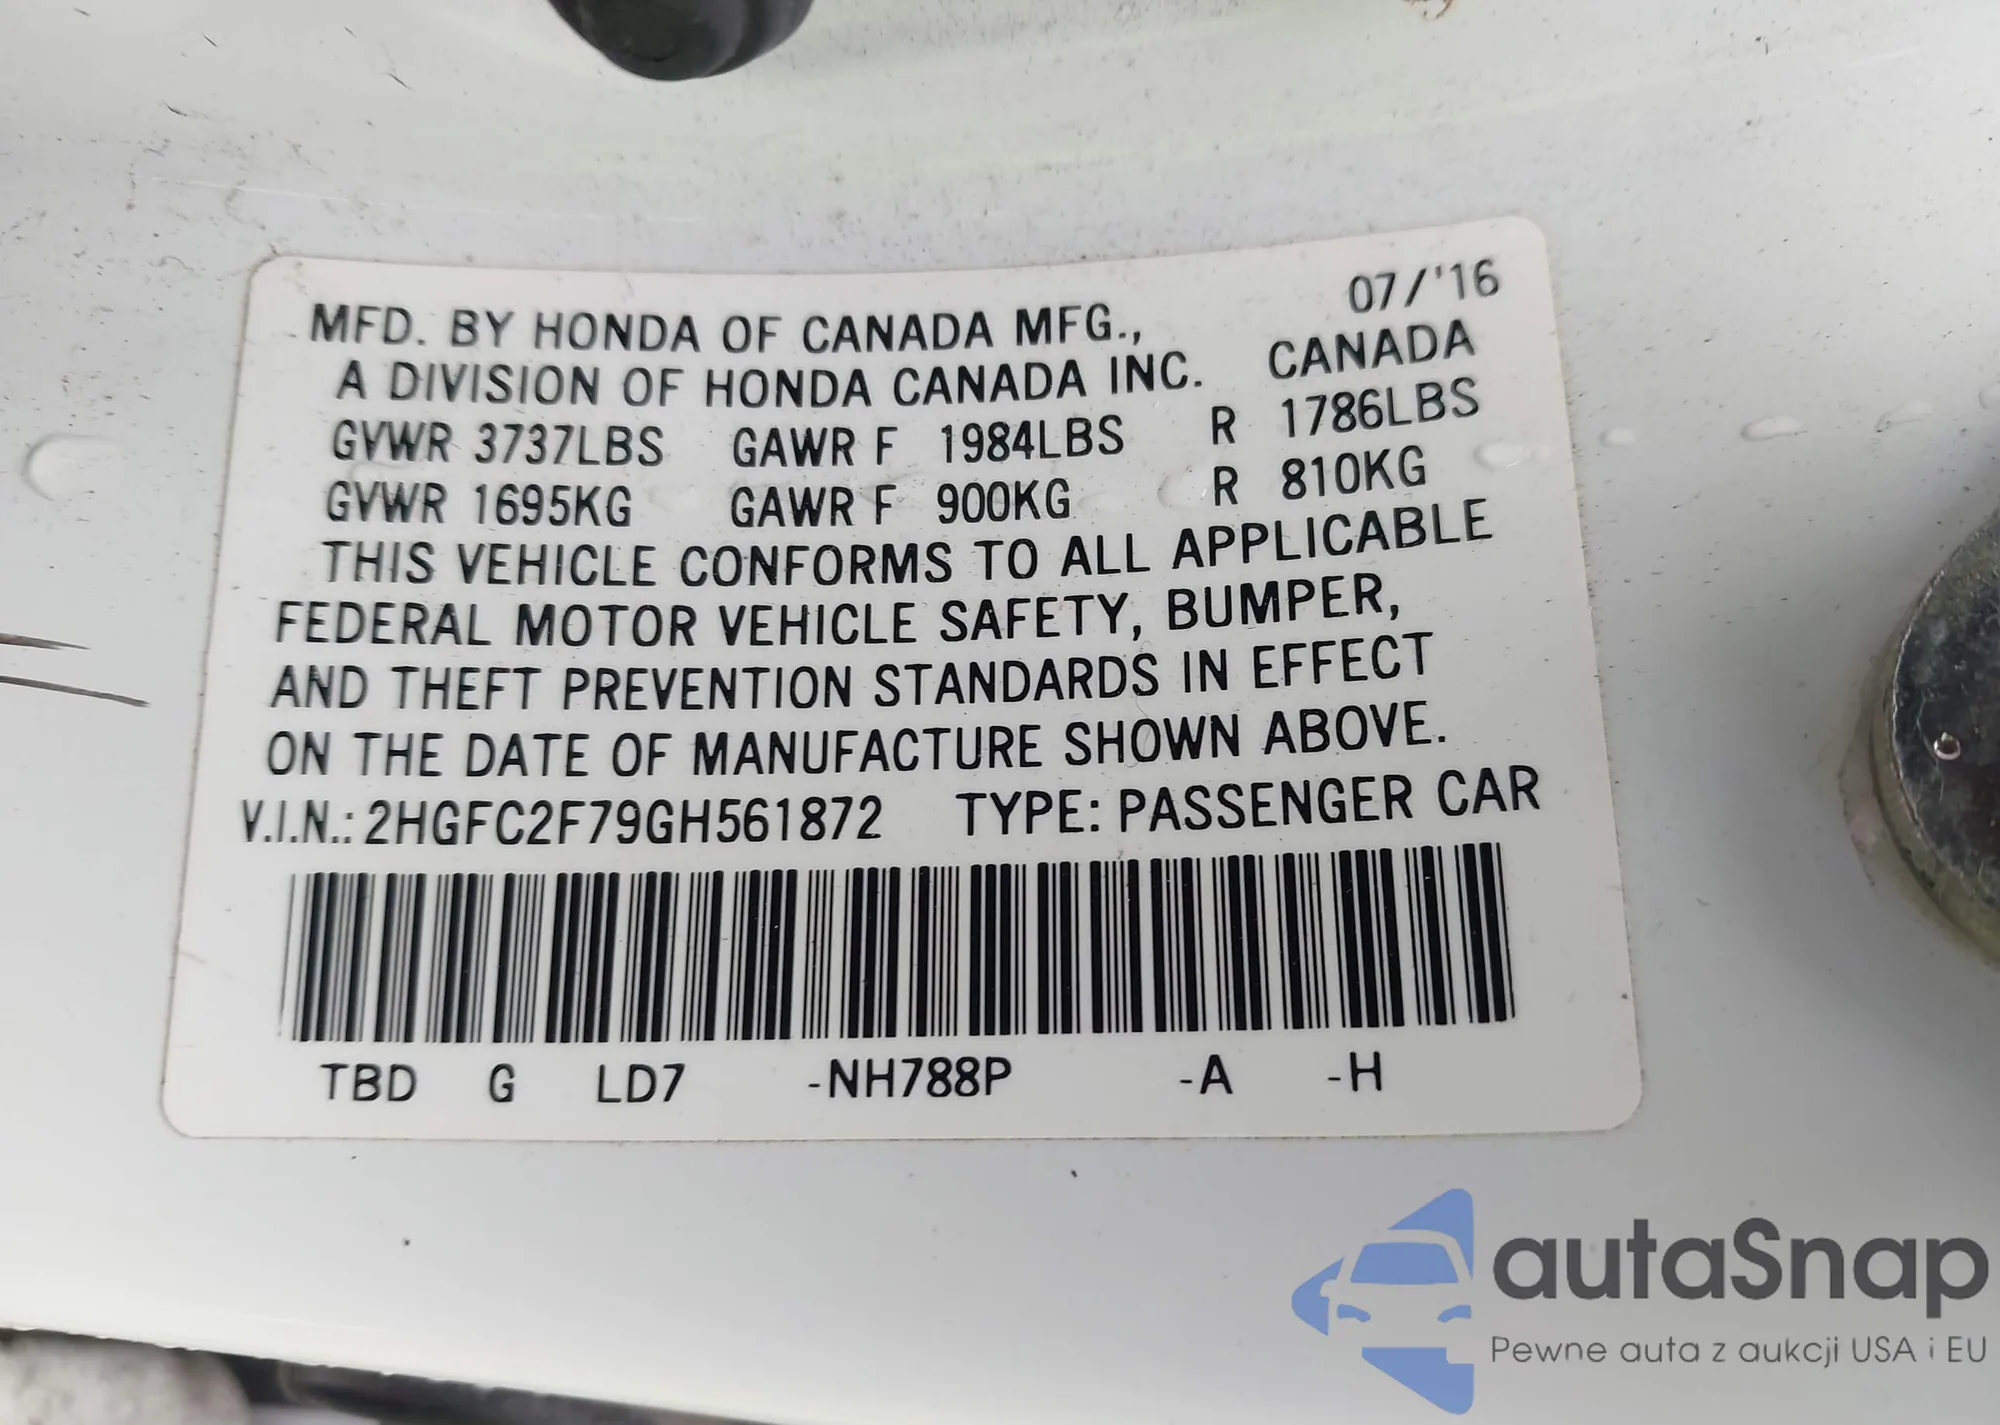 07/'16
MFD. BY HONDA OF CANADA MFG.,
A DIVISION OF HONDA CANADA INC. CANADA
GVWR 3737LBS GAWR F 1984LBS R 1786LBS
GVWR 1695KG GAWR F 900KG R 810KG
THIS VEHICLE CONFORMS TO ALL APPLICABLE
FEDERAL MOTOR VEHICLE SAFETY, BUMPER,
AND THEFT PREVENTION STANDARDS IN EFFECT
ON THE DATE OF MANUFACTURE SHOWN ABOVE.
V.I.N.: 2HGFC2F79GH561872 TYPE: PASSENGER CAR
TBD G LD7 -NH788P -A -H
autaSnap
Pewne auta z aukcji USA i EU